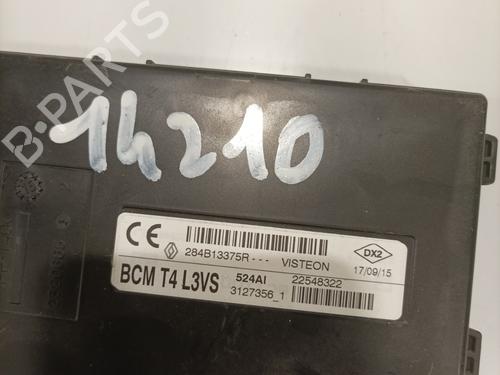 14210
B-PARTS
CE 284B13375R--- VISTEON DX2 17/09/15
BCM T4 L3VS 524AI 22548322
3127356_1